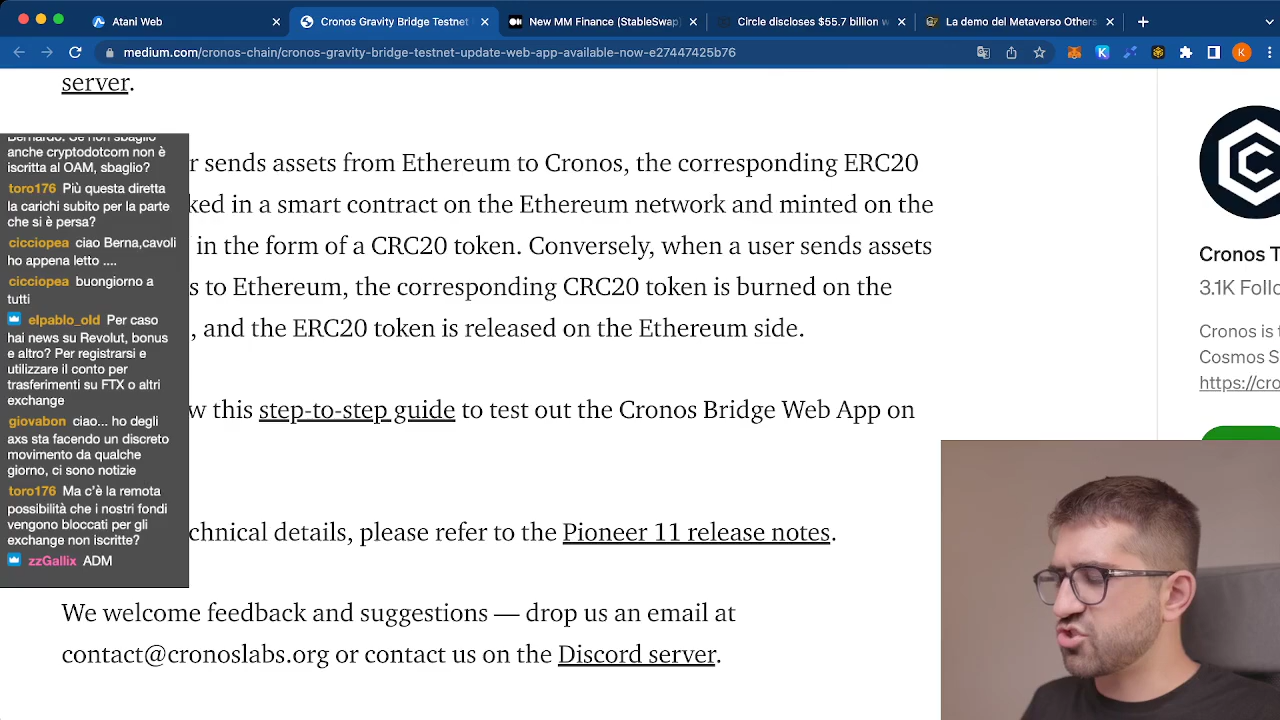 Atani Web
Cronos Gravity Bridge Testnet
New MM Finance (StableSwap)
Circle discloses $55.7 billion w
La demo del Metaverso Others
medium.com/cronos-chain/cronos-gravity-bridge-testnet-update-web-app-available-now-e27447425b76
K
K
server.
r sends assets from Ethereum to Cronos, the corresponding ERC20
ked in a smart contract on the Ethereum network and minted on the
in the form of a CRC20 token. Conversely, when a user sends assets
s to Ethereum, the corresponding CRC20 token is burned on the
, and the ERC20 token is released on the Ethereum side.
w this step-to-step guide to test out the Cronos Bridge Web App on
chnical details, please refer to the Pioneer 11 release notes.
We welcome feedback and suggestions — drop us an email at
contact@cronoslabs.org or contact us on the Discord server.
Bernardo. Se non sbaglio
anche cryptodotcom non è
iscritta al OAM, sbaglio?
toro176 Più questa diretta
la carichi subito per la parte
che si è persa?
cicciopea ciao Berna,cavoli
ho appena letto ....
cicciopea buongiorno a
tutti
elpablo_old Per caso
hai news su Revolut, bonus
e altro? Per registrarsi e
utilizzare il conto per
trasferimenti su FTX o altri
exchange
giovabon ciao... ho degli
axs sta facendo un discreto
movimento da qualche
giorno, ci sono notizie
toro176 Ma c'è la remota
possibilità che i nostri fondi
vengono bloccati per gli
exchange non iscritte?
zzGallix ADM
Cronos T
3.1K Follo
Cronos is t
Cosmos S
https://cro